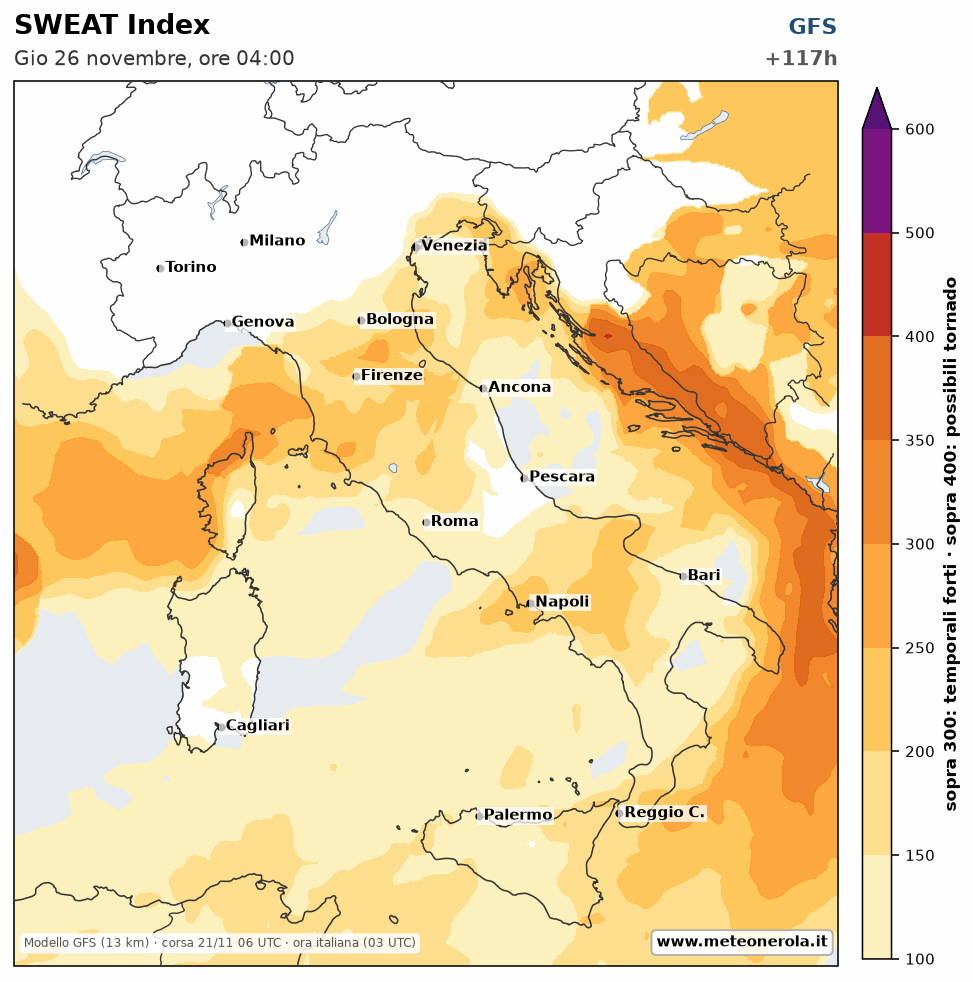 SWEAT Index
GFS
Gio 26 novembre, ore 04:00
+117h
600
500
400
350
300
250
200
150
100
sopra 300: temporali forti · sopra 400: possibili tornado
Milano
Venezia
Torino
Genova
Bologna
Firenze
Ancona
Pescara
Roma
Bari
Napoli
Cagliari
Palermo
Reggio C.
Modello GFS (13 km) · corsa 21/11 06 UTC · ora italiana (03 UTC)
www.meteonerola.it